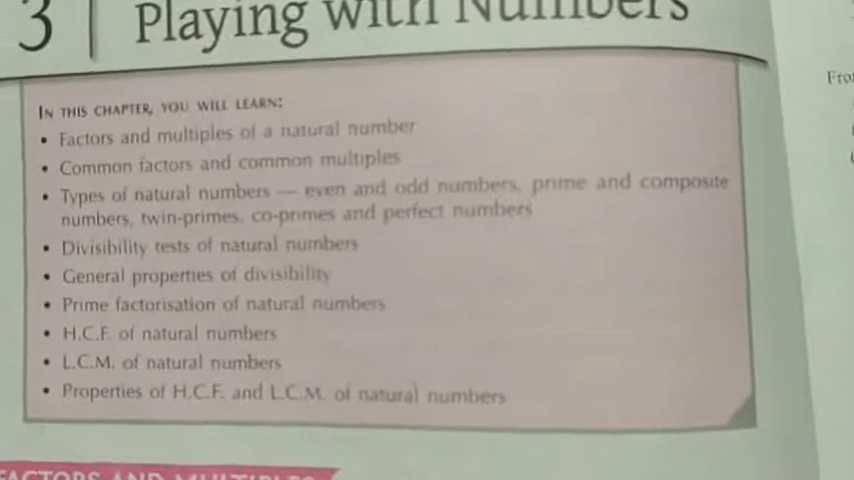 3 Playing with Numbers
IN THIS CHAPTER, YOU WILL LEARN:
• Factors and multiples of a natural number
• Common factors and common multiples
• Types of natural numbers — even and odd numbers, prime and composite
numbers, twin-primes, co-primes and perfect numbers
• Divisibility tests of natural numbers
• General properties of divisibility
• Prime factorisation of natural numbers
• H.C.F. of natural numbers
• L.C.M. of natural numbers
• Properties of H.C.F. and L.C.M. of natural numbers
FACTORS AND MULTIPLES